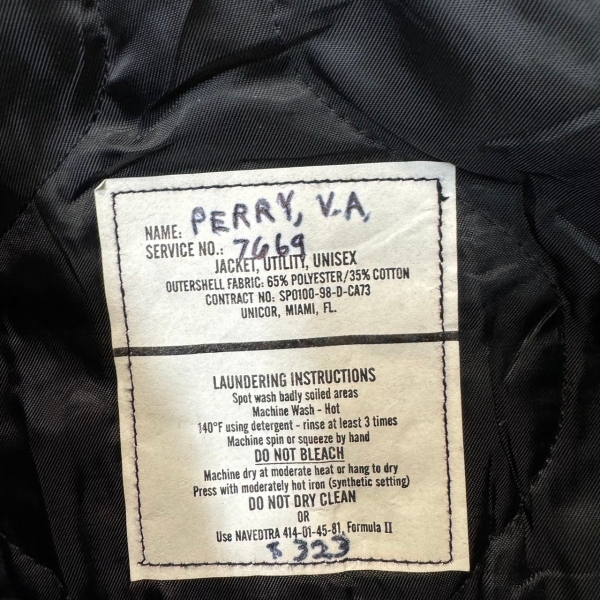 NAME: PERRY, V.A.
SERVICE NO.: 7669
JACKET, UTILITY, UNISEX
OUTERSHELL FABRIC: 65% POLYESTER/35% COTTON
CONTRACT NO: SP0100-98-D-CA73
UNICOR, MIAMI, FL.
LAUNDERING INSTRUCTIONS
Spot wash badly soiled areas
Machine Wash - Hot
140°F using detergent - rinse at least 3 times
Machine spin or squeeze by hand
DO NOT BLEACH
Machine dry at moderate heat or hang to dry
Press with moderately hot iron (synthetic setting)
DO NOT DRY CLEAN
OR
Use NAVEDTRA 414-01-45-81, Formula II
323